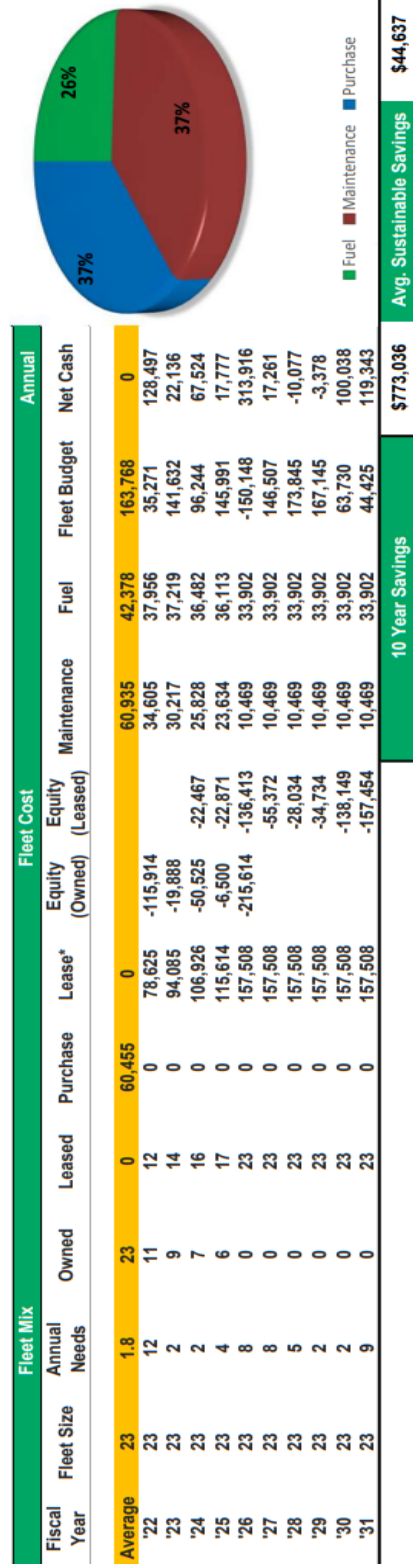 Fleet Mix Fleet Cost Annual
Fiscal Year Fleet Size Annual Needs Owned Leased Purchase Lease* Equity (Owned) Equity (Leased) Maintenance Fuel Fleet Budget Net Cash
Average 23 1.8 23 0 60,455 0 60,935 42,378 163,768 0
'22 23 12 11 12 0 78,625 -115,914 34,605 37,956 35,271 128,497
'23 23 2 9 14 0 94,085 -19,888 30,217 37,219 141,632 22,136
'24 23 2 7 16 0 106,926 -50,525 -22,467 25,828 36,482 96,244 67,524
'25 23 4 6 17 0 115,614 -6,500 -22,871 23,634 36,113 145,991 17,777
'26 23 8 0 23 0 157,508 -215,614 -136,413 10,469 33,902 -150,148 313,916
'27 23 8 0 23 0 157,508 -55,372 10,469 33,902 146,507 17,261
'28 23 5 0 23 0 157,508 -28,034 10,469 33,902 173,845 -10,077
'29 23 2 0 23 0 157,508 -34,734 10,469 33,902 167,145 -3,378
'30 23 2 0 23 0 157,508 -138,149 10,469 33,902 63,730 100,038
'31 23 9 0 23 0 157,508 -157,454 10,469 33,902 44,425 119,343
10 Year Savings $773,036 Avg. Sustainable Savings $44,637
37% 26%
37%
Fuel Maintenance Purchase